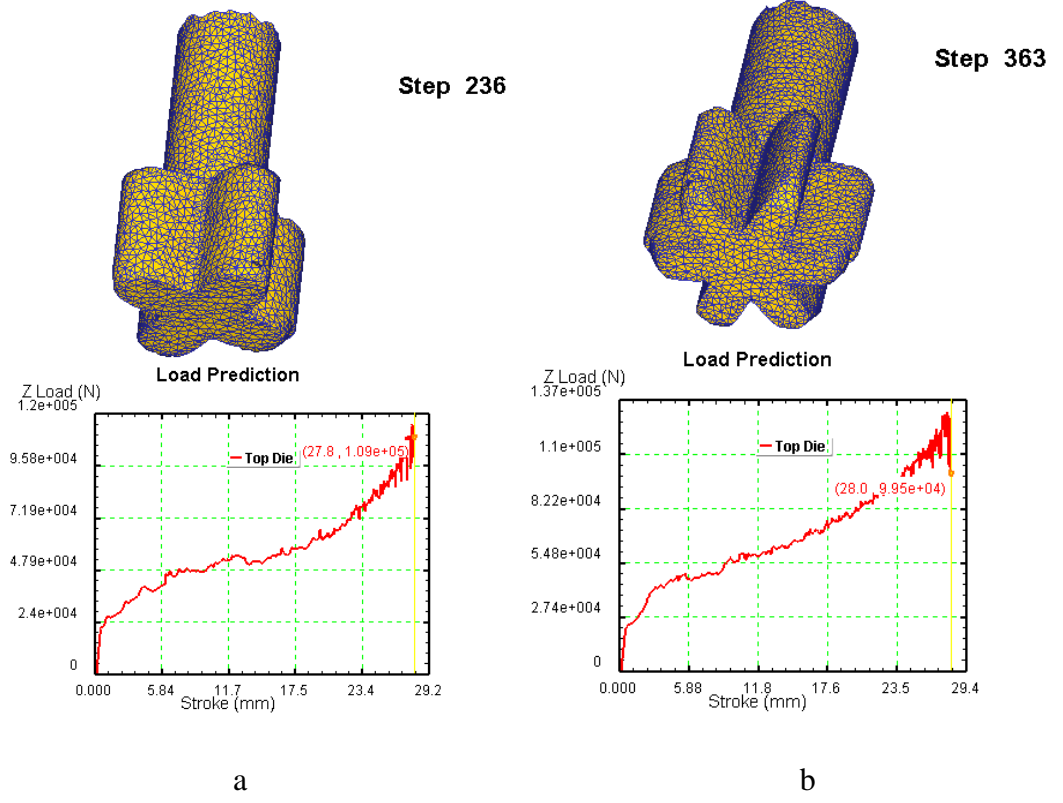 Step 236
Load Prediction
Z Load (N)
1.2e+005
9.58e+004
7.19e+004
4.79e+004
2.4e+004
0
Top Die
(27.8 , 1.09e+05)
0.000 5.84 11.7 17.5 23.4 29.2
Stroke (mm)
a
Step 363
Load Prediction
Z Load (N)
1.37e+005
1.1e+005
8.22e+004
5.48e+004
2.74e+004
0
Top Die
(28.0 , 9.95e+04)
0.000 5.88 11.8 17.6 23.5 29.4
Stroke (mm)
b